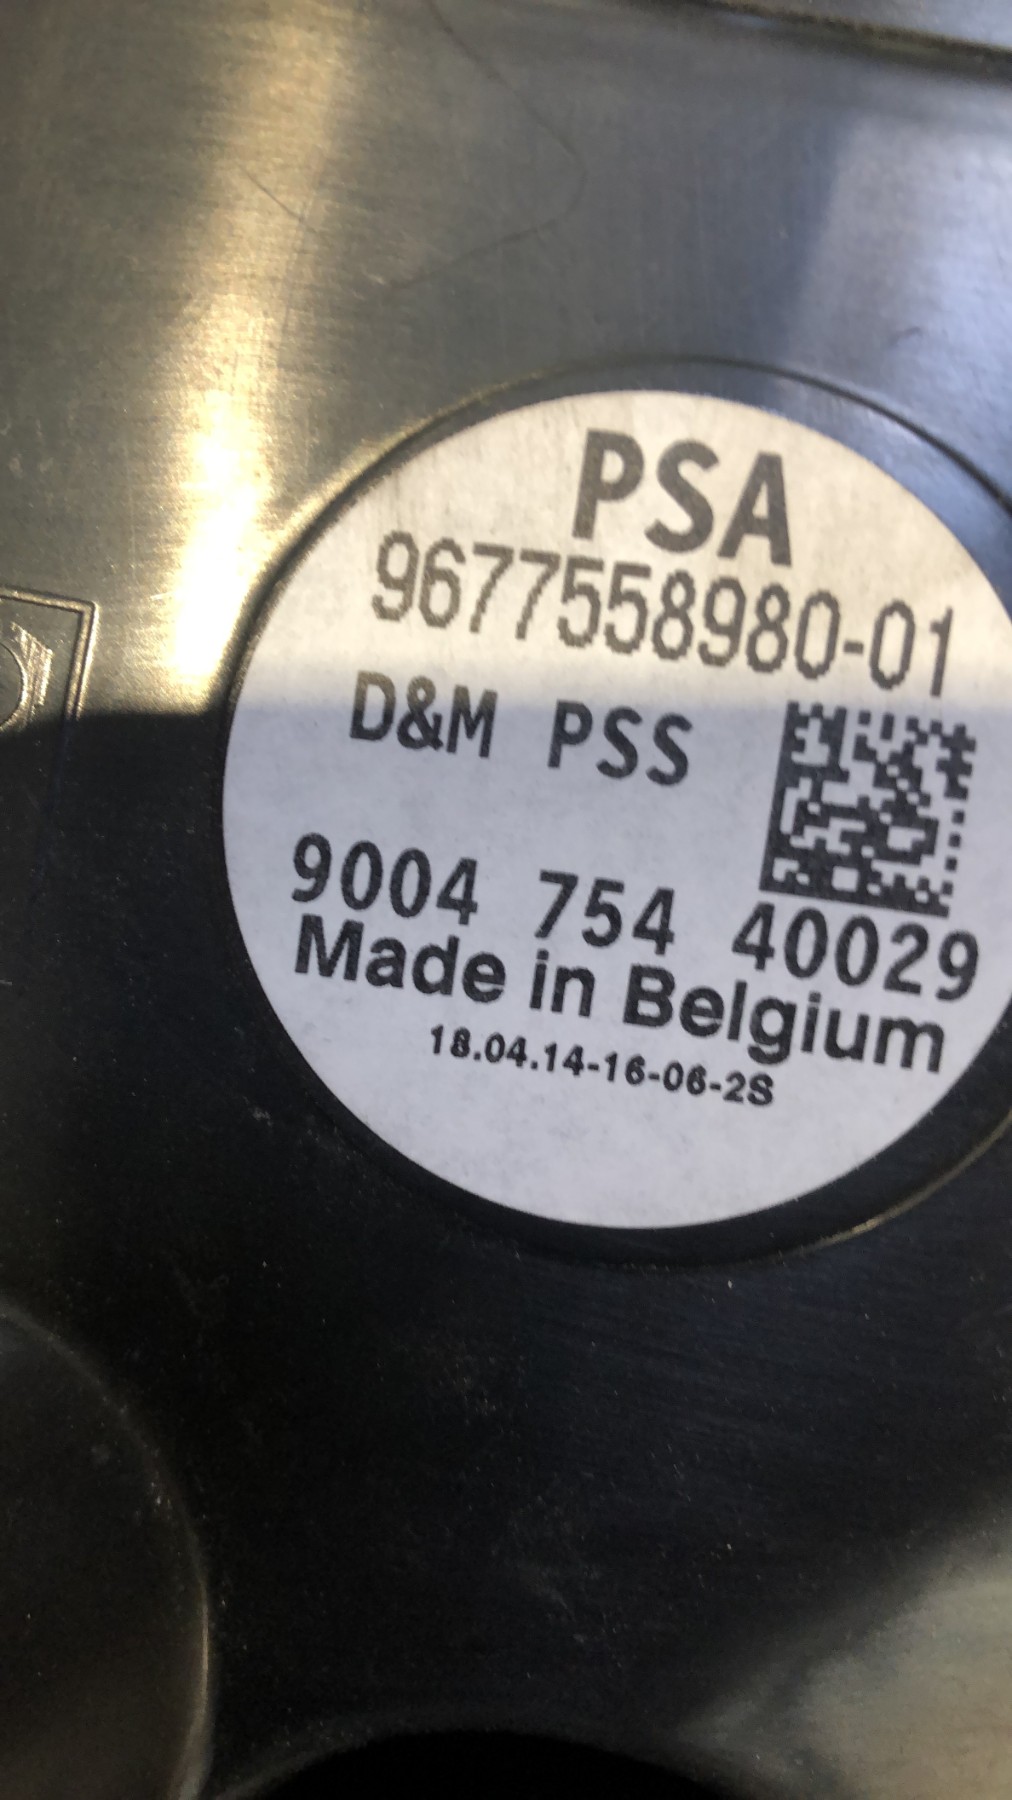 PSA
9677558980-01
D&M PSS
9004 754 40029
Made in Belgium
18.04.14-16-06-2S